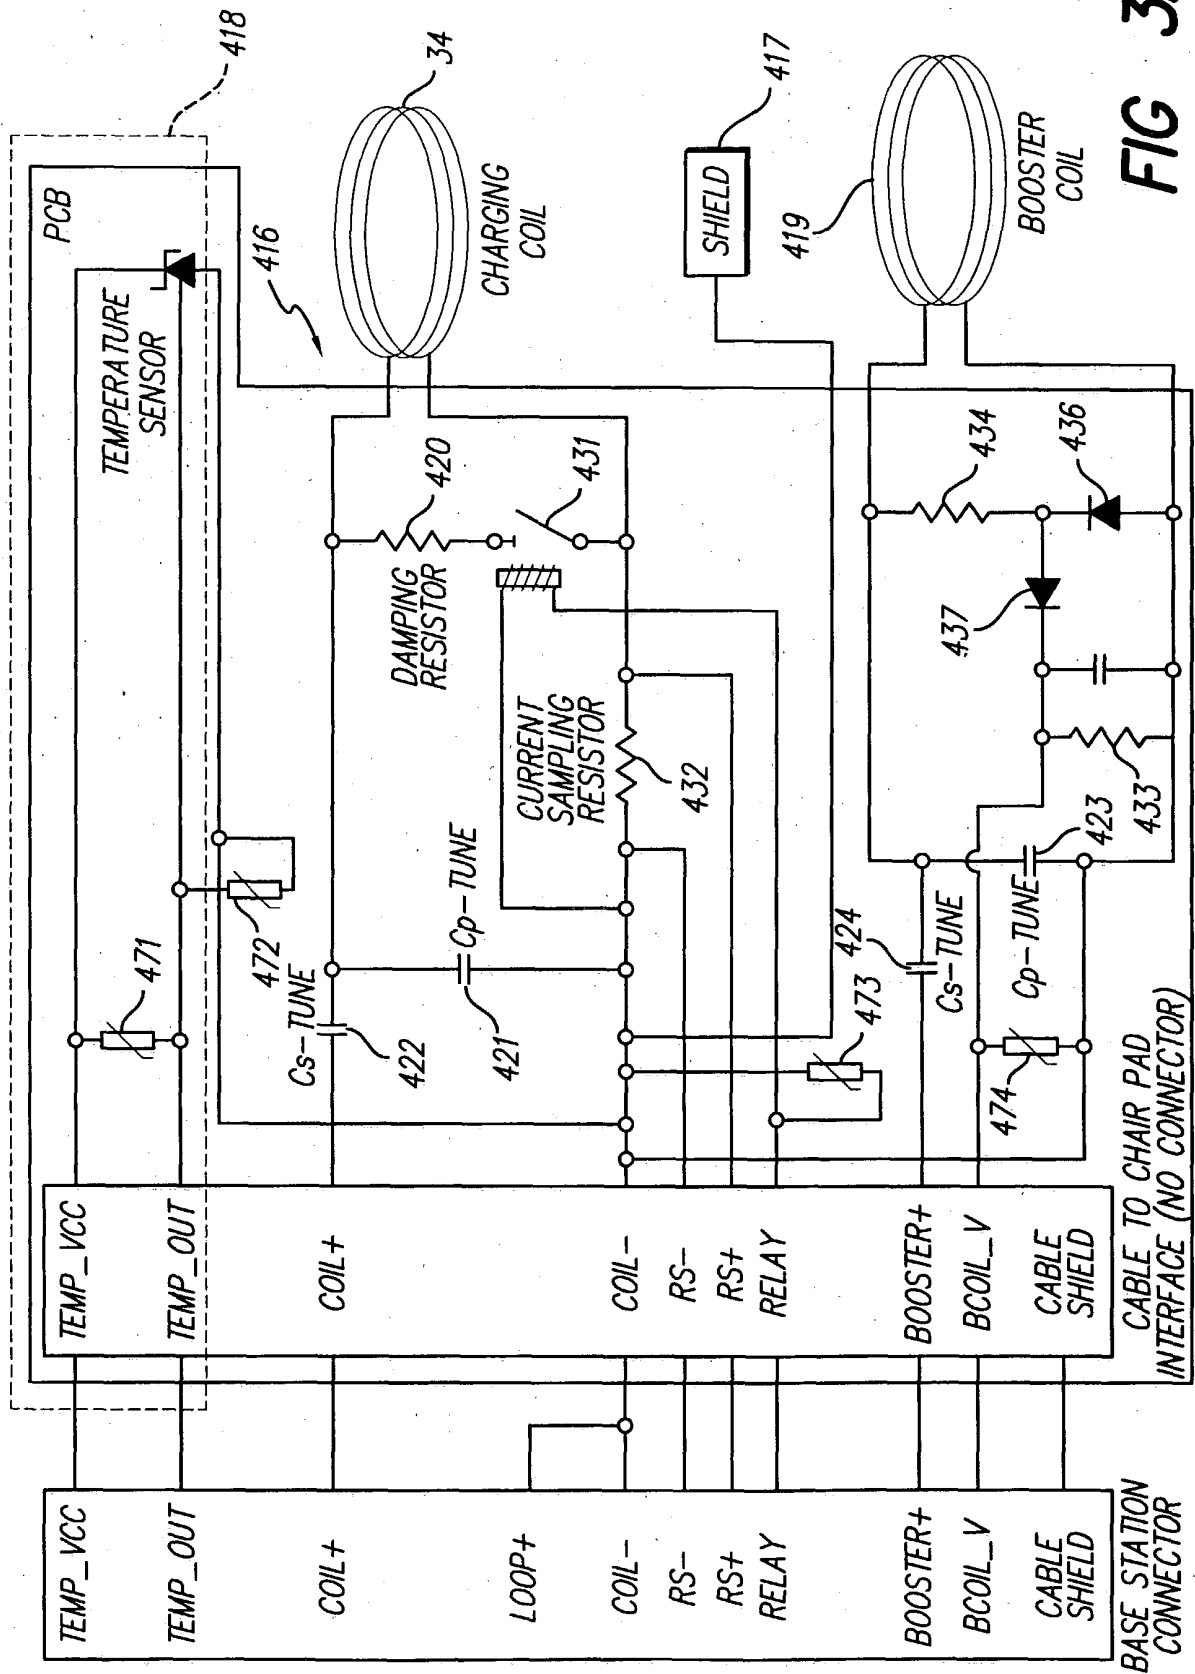 418
PCB
TEMPERATURE
SENSOR
416
34
CHARGING
COIL
SHIELD
417
419
BOOSTER
COIL
471
472
Cs-TUNE
422
Cp-TUNE
421
DAMPING
RESISTOR
420
431
CURRENT
SAMPLING
RESISTOR
432
473
424
Cs-TUNE
Cp-TUNE
423
474
433
437
434
436
TEMP_VCC
TEMP_OUT
COIL+
COIL-
RS-
RS+
RELAY
BOOSTER+
BCOIL_V
CABLE
SHIELD
CABLE TO CHAIR PAD
INTERFACE (NO CONNECTOR)
TEMP_VCC
TEMP_OUT
COIL+
LOOP+
COIL-
RS-
RS+
RELAY
BOOSTER+
BCOIL_V
CABLE
SHIELD
BASE STATION
CONNECTOR
FIG